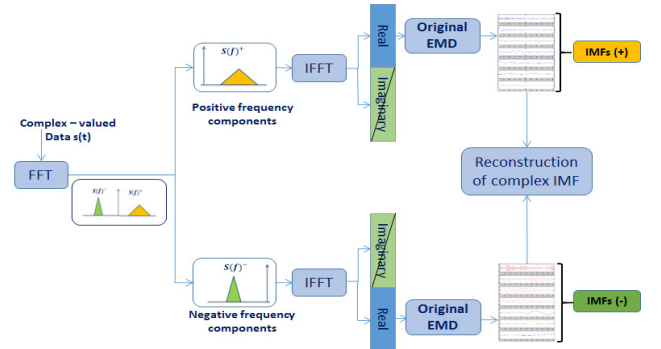 Complex – valued
Data s(t)
FFT
S(f)⁻
S(f)⁺
S(f)⁺
Positive frequency
components
IFFT
Real
Imaginary
Original
EMD
IMFs (+)
Reconstruction
of complex IMF
S(f)⁻
Negative frequency
components
IFFT
Imaginary
Real
Original
EMD
IMFs (-)